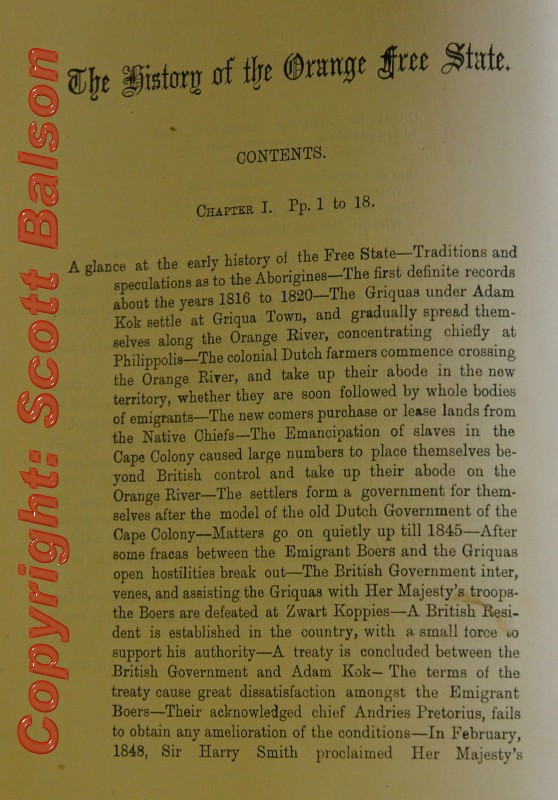 The History of the Orange Free State.
CONTENTS.
CHAPTER I. Pp. 1 to 18.
A glance at the early history of the Free State—Traditions and
speculations as to the Aborigines—The first definite records
about the years 1816 to 1820—The Griquas under Adam
Kok settle at Griqua Town, and gradually spread them-
selves along the Orange River, concentrating chiefly at
Philippolis—The colonial Dutch farmers commence crossing
the Orange River, and take up their abode in the new
territory, whether they are soon followed by whole bodies
of emigrants—The new comers purchase or lease lands from
the Native Chiefs—The Emancipation of slaves in the
Cape Colony caused large numbers to place themselves be-
yond British control and take up their abode on the
Orange River—The settlers form a government for them-
selves after the model of the old Dutch Government of the
Cape Colony—Matters go on quietly up till 1845—After
some fracas between the Emigrant Boers and the Griquas
open hostilities break out—The British Government inter,
venes, and assisting the Griquas with Her Majesty's troops-
the Boers are defeated at Zwart Koppies—A British Resi-
dent is established in the country, with a small force to
support his authority—A treaty is concluded between the
British Government and Adam Kok—The terms of the
treaty cause great dissatisfaction amongst the Emigrant
Boers—Their acknowledged chief Andries Pretorius, fails
to obtain any amelioration of the conditions—In February,
1848, Sir Harry Smith proclaimed Her Majesty's
Copyright: Scott Balson